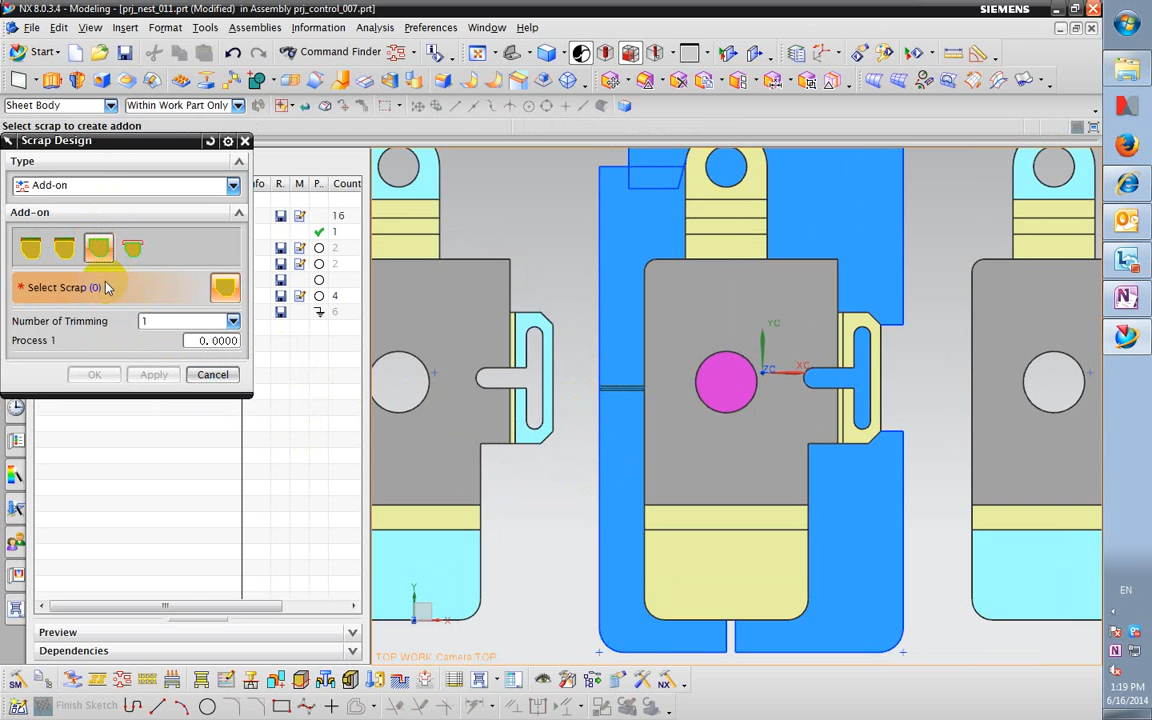 NX 8.0.3.4 - Modeling - [prj_nest_011.prt (Modified) in Assembly prj_control_007.prt]
SIEMENS
File Edit View Insert Format Tools Assemblies Information Analysis Preferences Window Help
Start
Command Finder
Sheet Body
Within Work Part Only
Select scrap to create addon
Scrap Design
Type
Add-on
Add-on
* Select Scrap (0)
Number of Trimming 1
Process 1 0.0000
OK Apply Cancel
R. M P.. Count
16
1
2
2
4
6
YC
XC
ZC
Y
X
Z
TOP WORK Camera TOP
Preview
Dependencies
Finish Sketch
EN
1:19 PM
6/16/2014